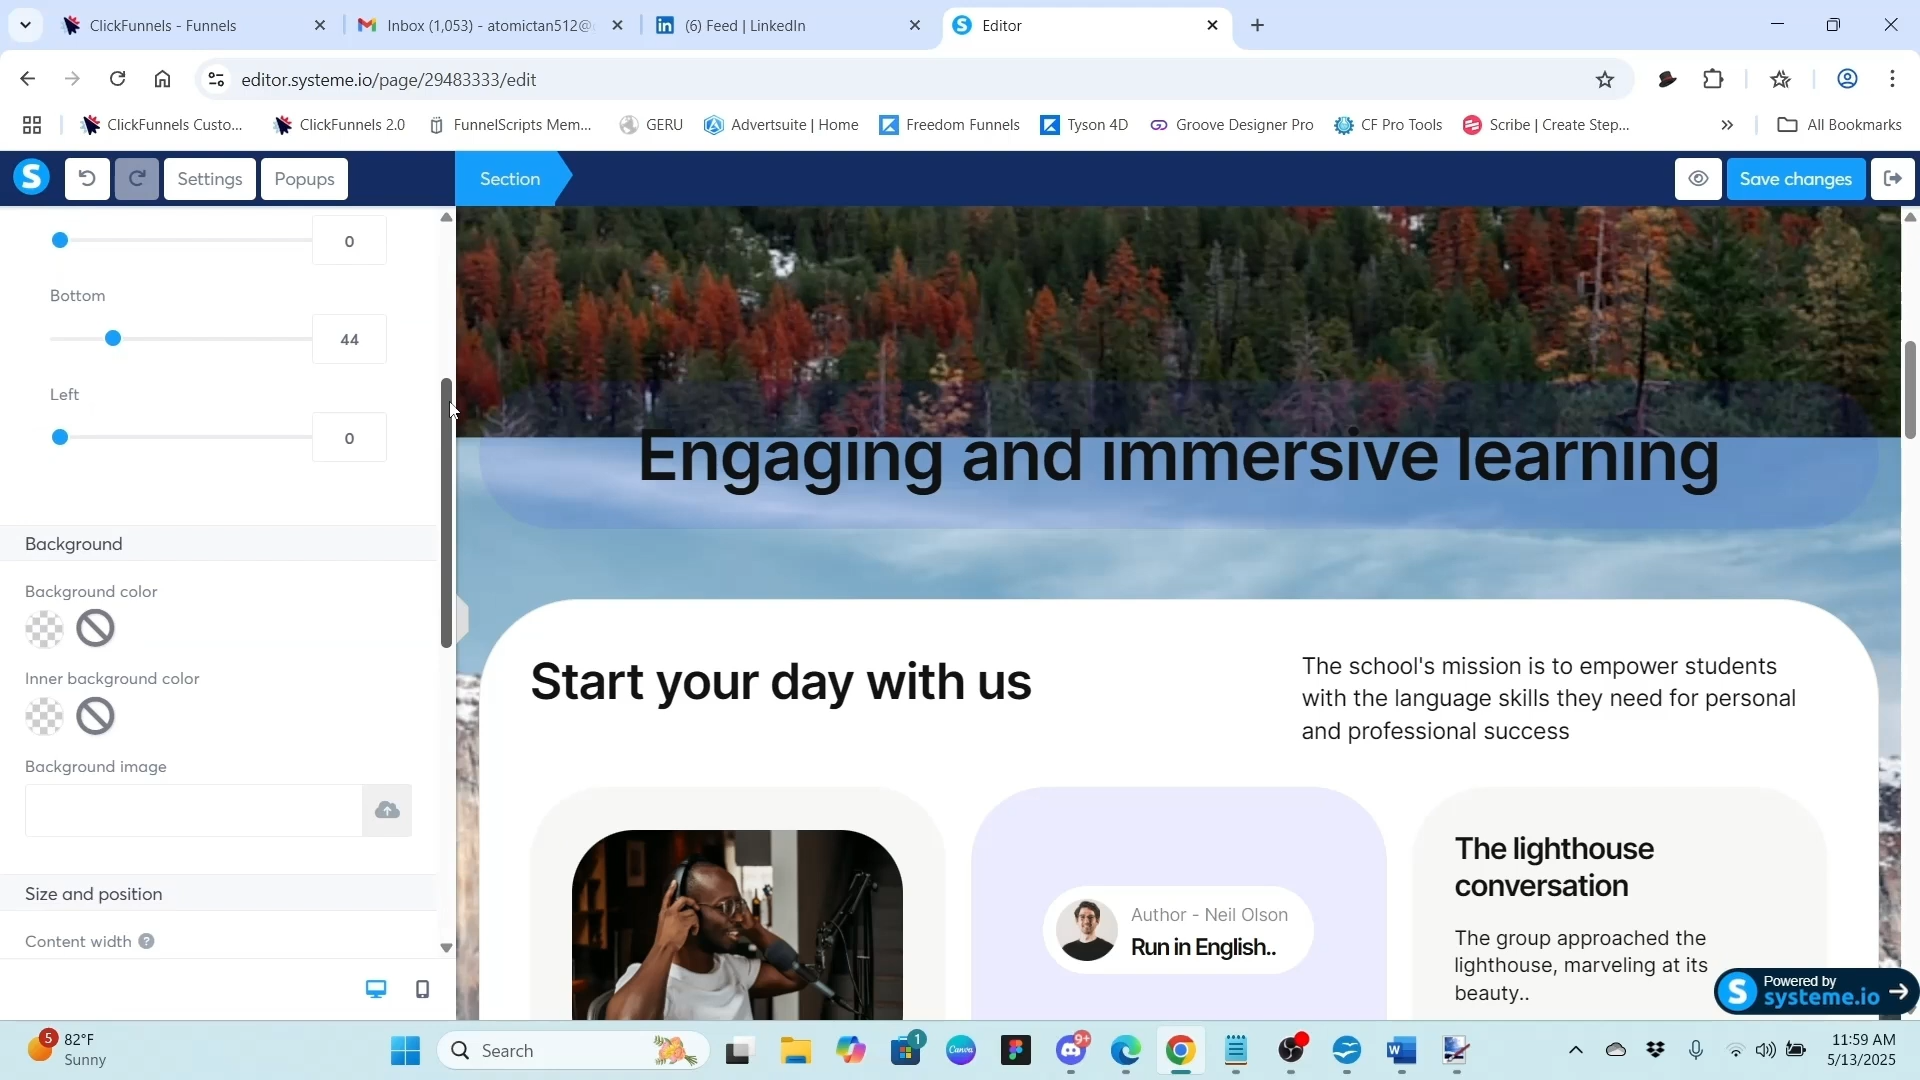 ClickFunnels - Funnels
Inbox (1,053) - atomictan512@
(6) Feed | LinkedIn
Editor
editor.systeme.io/page/29483333/edit
ClickFunnels Custo...
ClickFunnels 2.0
FunnelScripts Mem...
GERU
Advertsuite | Home
Freedom Funnels
Tyson 4D
Groove Designer Pro
CF Pro Tools
Scribe | Create Step...
All Bookmarks
Settings
Popups
Section
Save changes
0
Bottom
44
Left
0
Background
Background color
Inner background color
Background image
Size and position
Content width
Engaging and immersive learning
Start your day with us
The school's mission is to empower students
with the language skills they need for personal
and professional success
Author - Neil Olson
Run in English..
The lighthouse
conversation
The group approached the
lighthouse, marveling at its
beauty..
Powered by
systeme.io
5
82°F
Sunny
Search
1
Canva
9+
11:59 AM
5/13/2025